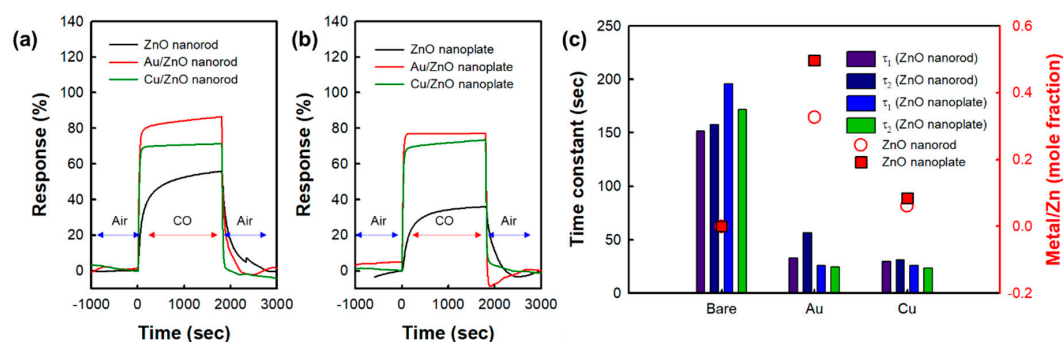 (a)
140
120
100
80
60
40
20
0
Response (%)
ZnO nanorod
Au/ZnO nanorod
Cu/ZnO nanorod
Air
CO
Air
-1000 0 1000 2000 3000
Time (sec)
(b)
140
120
100
80
60
40
20
0
Response (%)
ZnO nanoplate
Au/ZnO nanoplate
Cu/ZnO nanoplate
Air
CO
Air
-1000 0 1000 2000 3000
Time (sec)
(c)
250
200
150
100
50
0
Time constant (sec)
τ1 (ZnO nanorod)
τ2 (ZnO nanorod)
τ1 (ZnO nanoplate)
τ2 (ZnO nanoplate)
ZnO nanorod
ZnO nanoplate
Bare Au Cu
0.6
0.4
0.2
0.0
-0.2
Metal/Zn (mole fraction)